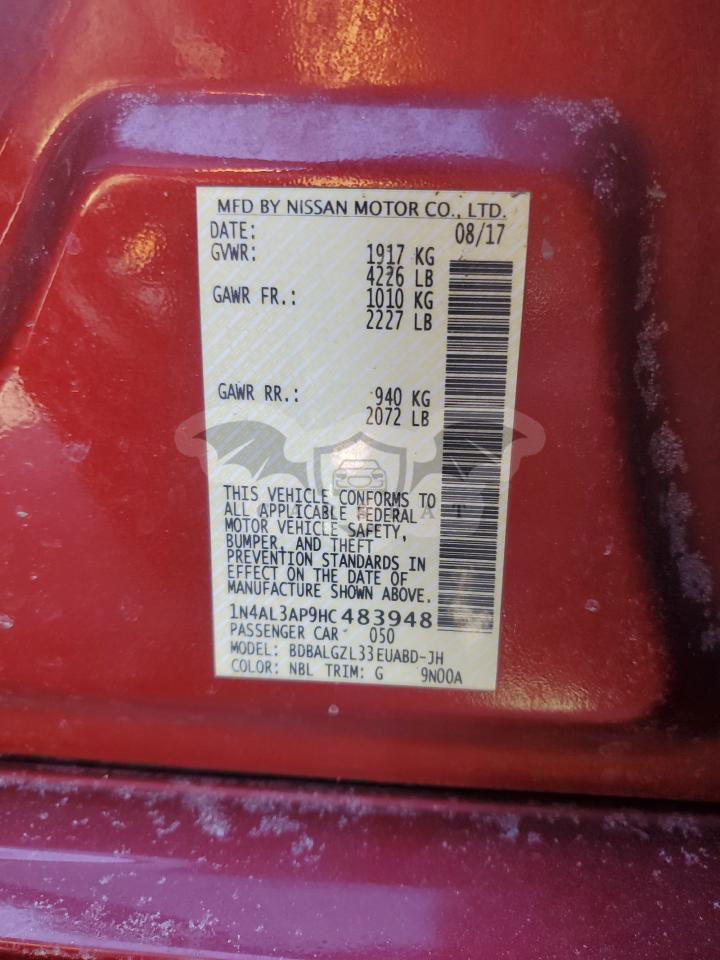 MFD BY NISSAN MOTOR CO., LTD.
DATE: 08/17
GVWR: 1917 KG
4226 LB
GAWR FR.: 1010 KG
2227 LB
GAWR RR.: 940 KG
2072 LB
THIS VEHICLE CONFORMS TO
ALL APPLICABLE FEDERAL
MOTOR VEHICLE SAFETY,
BUMPER, AND THEFT
PREVENTION STANDARDS IN
EFFECT ON THE DATE OF
MANUFACTURE SHOWN ABOVE.
1N4AL3AP9HC483948
PASSENGER CAR 050
MODEL: BDBALGZL33EUABD-JH
COLOR: NBL TRIM: G 9N00A